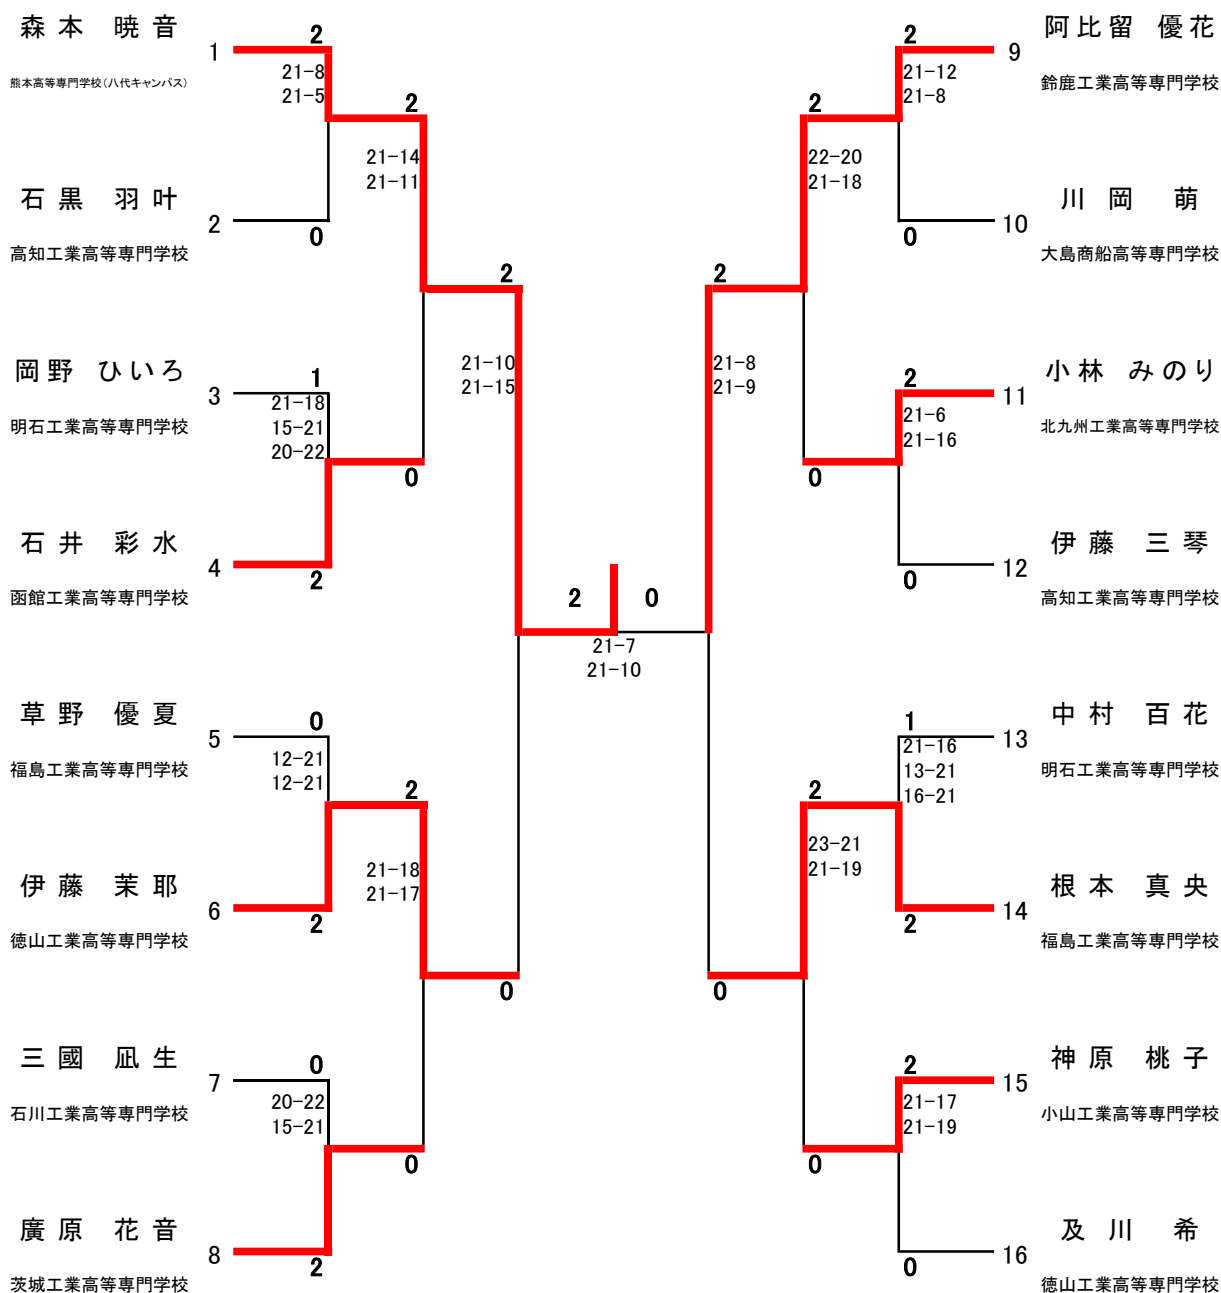 森本 暁音
1
熊本高等専門学校(八代キャンパス)
2
21-8
21-5
石黒 羽叶
2
高知工業高等専門学校
0
2
21-14
21-11
岡野 ひいろ
3
明石工業高等専門学校
1
21-18
15-21
20-22
石井 彩水
4
函館工業高等専門学校
2
0
2
21-10
21-15
草野 優夏
5
福島工業高等専門学校
0
12-21
12-21
伊藤 茉耶
6
徳山工業高等専門学校
2
2
21-18
21-17
三國 凪生
7
石川工業高等専門学校
0
20-22
15-21
廣原 花音
8
茨城工業高等専門学校
2
0
0
2 0
21-7
21-10
阿比留 優花
9
鈴鹿工業高等専門学校
2
21-12
21-8
川岡 萌
10
大島商船高等専門学校
0
2
22-20
21-18
小林 みのり
11
北九州工業高等専門学校
2
21-6
21-16
伊藤 三琴
12
高知工業高等専門学校
0
0
2
21-8
21-9
中村 百花
13
明石工業高等専門学校
1
21-16
13-21
16-21
根本 真央
14
福島工業高等専門学校
2
2
23-21
21-19
神原 桃子
15
小山工業高等専門学校
2
21-17
21-19
及川 希
16
徳山工業高等専門学校
0
0
0